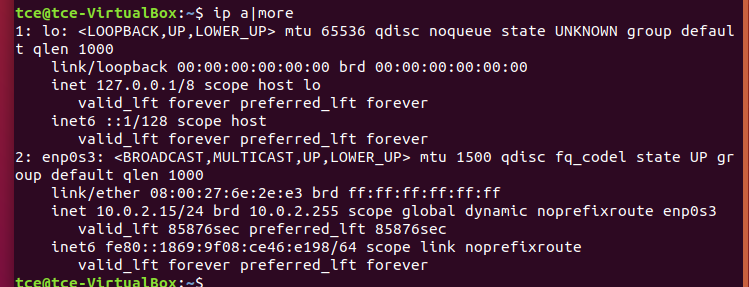 tce@tce-VirtualBox:~$ ip a|more
1: lo: <LOOPBACK,UP,LOWER_UP> mtu 65536 qdisc noqueue state UNKNOWN group defaul
t qlen 1000
    link/loopback 00:00:00:00:00:00 brd 00:00:00:00:00:00
    inet 127.0.0.1/8 scope host lo
       valid_lft forever preferred_lft forever
    inet6 ::1/128 scope host
       valid_lft forever preferred_lft forever
2: enp0s3: <BROADCAST,MULTICAST,UP,LOWER_UP> mtu 1500 qdisc fq_codel state UP gr
oup default qlen 1000
    link/ether 08:00:27:6e:2e:e3 brd ff:ff:ff:ff:ff:ff
    inet 10.0.2.15/24 brd 10.0.2.255 scope global dynamic noprefixroute enp0s3
       valid_lft 85876sec preferred_lft 85876sec
    inet6 fe80::1869:9f08:ce46:e198/64 scope link noprefixroute
       valid_lft forever preferred_lft forever
tce@tce-VirtualBox:~$